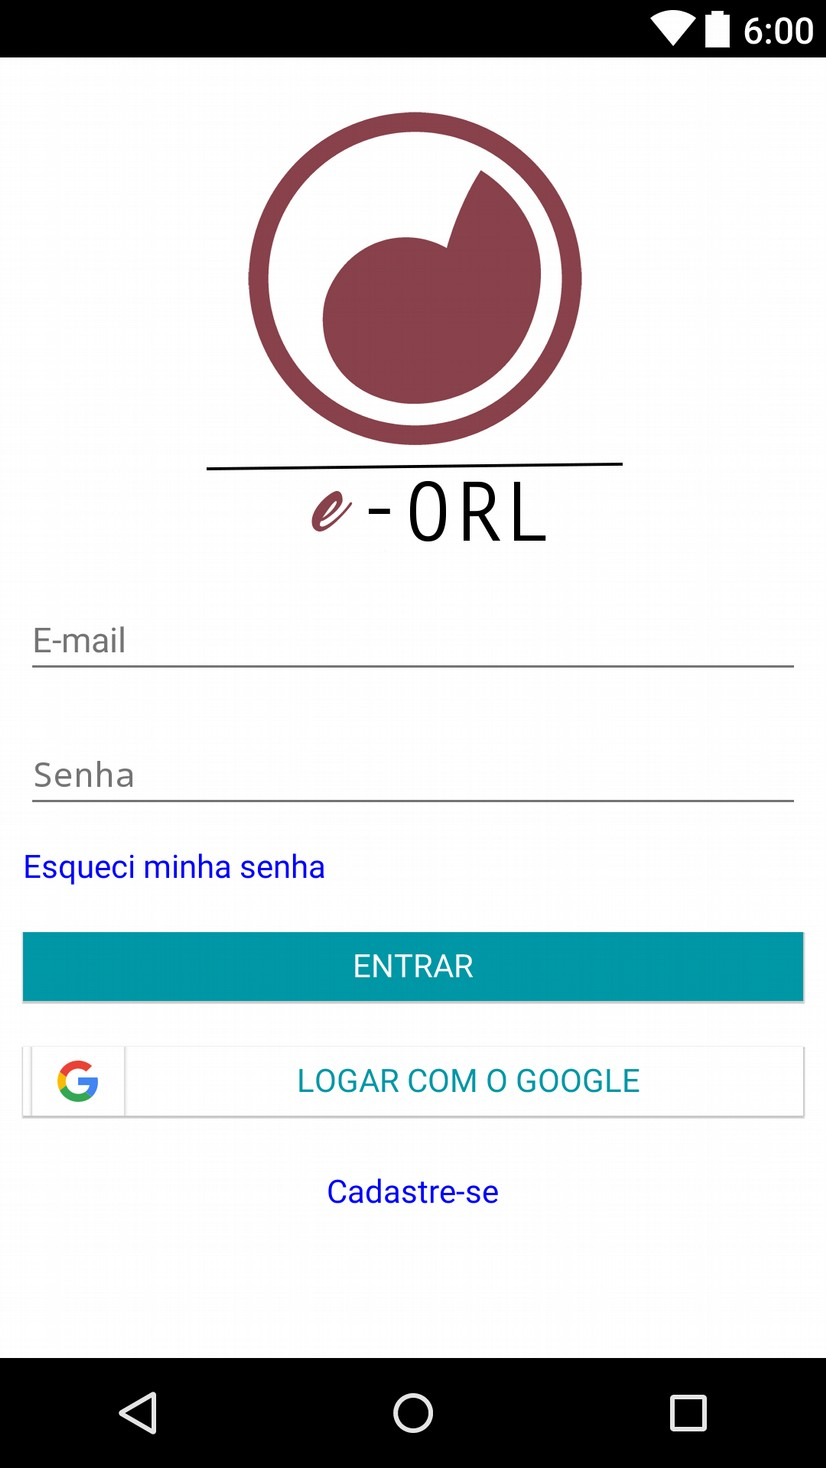 6:00
e-ORL
E-mail
Senha
Esqueci minha senha
ENTRAR
LOGAR COM O GOOGLE
Cadastre-se